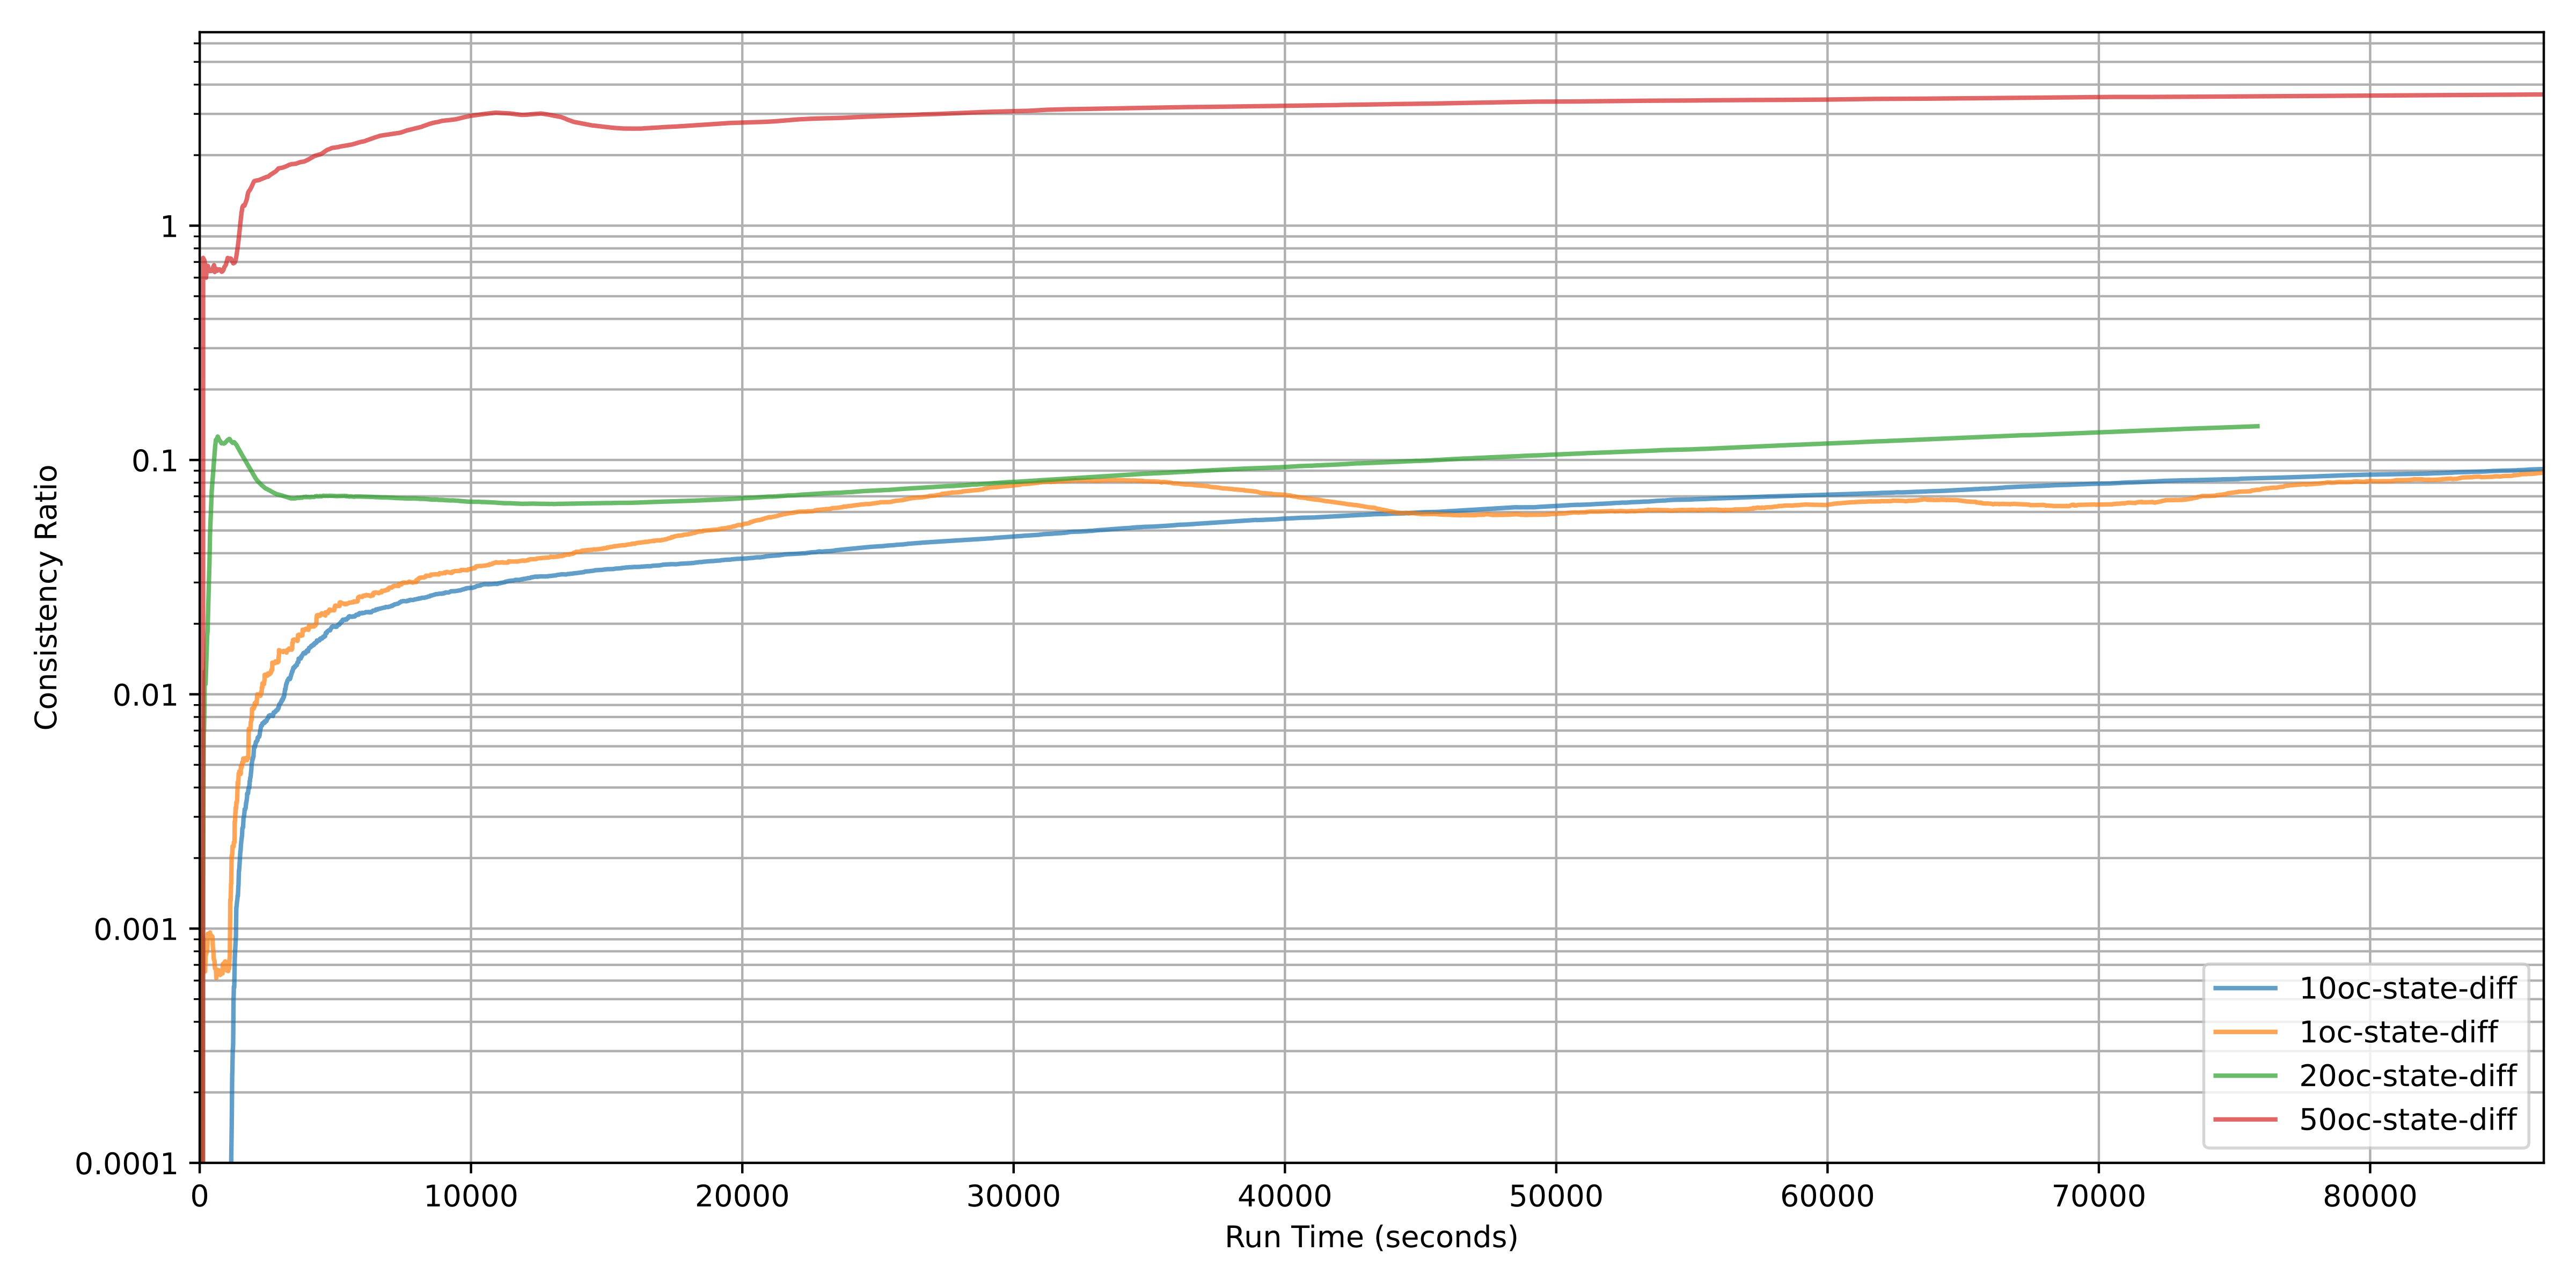 Consistency Ratio
1
0.1
0.01
0.001
0.0001
0 10000 20000 30000 40000 50000 60000 70000 80000
Run Time (seconds)
10oc-state-diff
1oc-state-diff
20oc-state-diff
50oc-state-diff